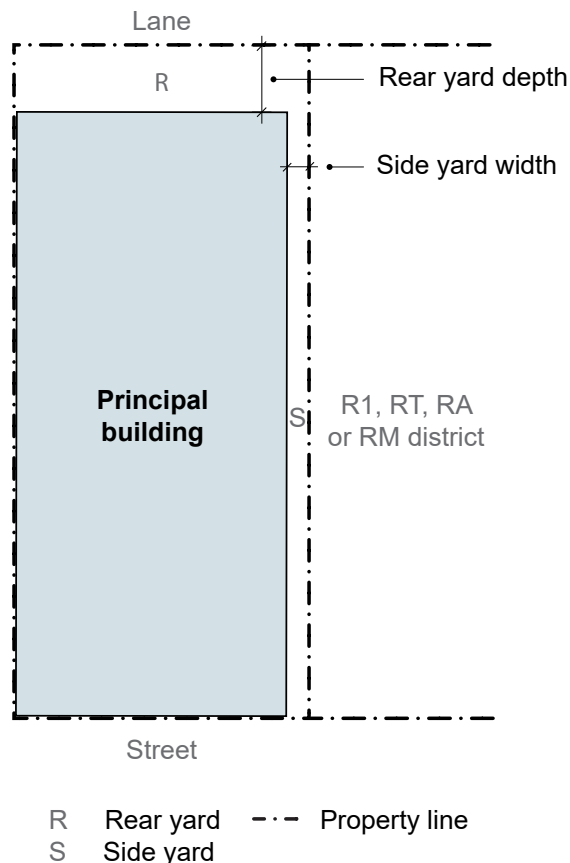 Lane
R
Rear yard depth
Side yard width
Principal
building
S
R1, RT, RA
or RM district
Street
R Rear yard Property line
S Side yard